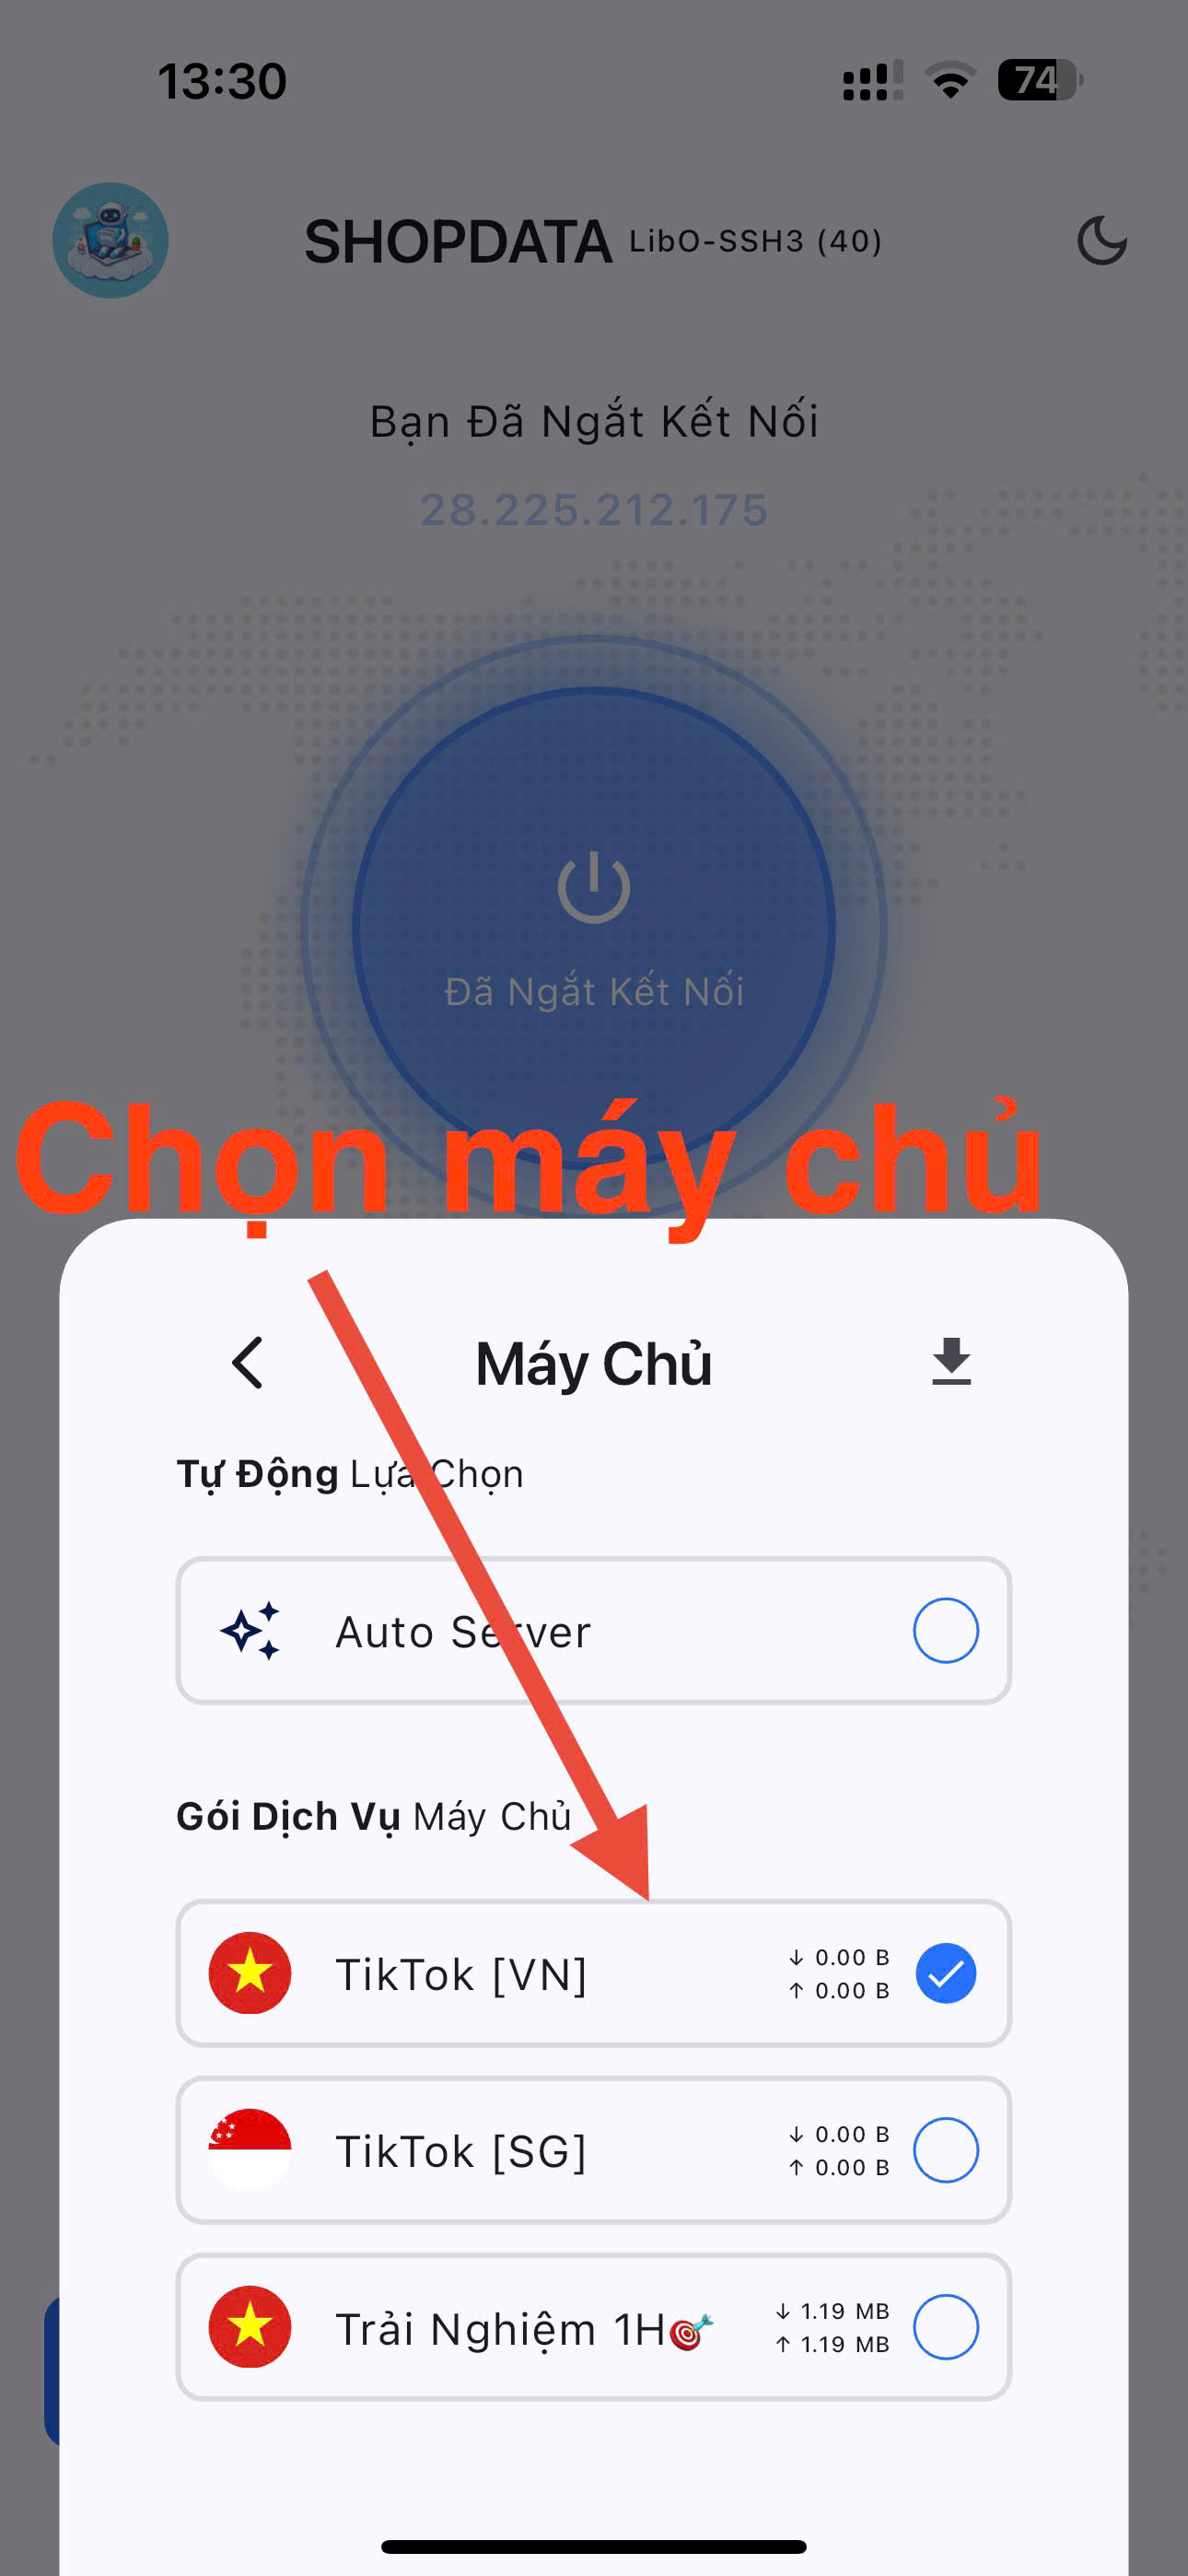 13:30
74
SHOPDATA LibO-SSH3 (40)
Bạn Đã Ngắt Kết Nối
28.225.212.175
Đã Ngắt Kết Nối
Chọn máy chủ
Máy Chủ
Tự Động Lựa Chọn
Auto Server
Gói Dịch Vụ Máy Chủ
TikTok [VN]
↓ 0.00 B
↑ 0.00 B
TikTok [SG]
↓ 0.00 B
↑ 0.00 B
Trải Nghiệm 1H🎯
↓ 1.19 MB
↑ 1.19 MB